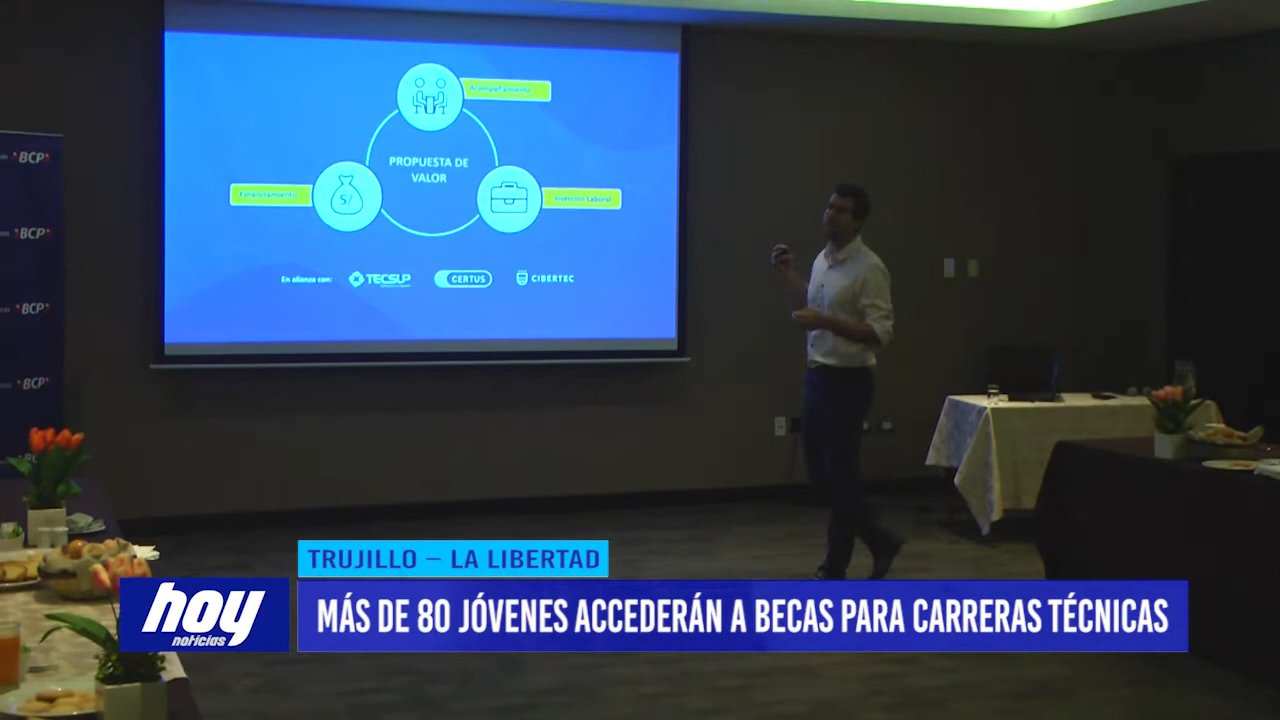 Acompañamiento
PROPUESTA DE
VALOR
Financiamiento
S/
Inserción Laboral
En alianza con:
TECSUP
CERTUS
CIBERTEC
BCP
BCP
BCP
BCP
TRUJILLO – LA LIBERTAD
hoy
noticias
MÁS DE 80 JÓVENES ACCEDERÁN A BECAS PARA CARRERAS TÉCNICAS